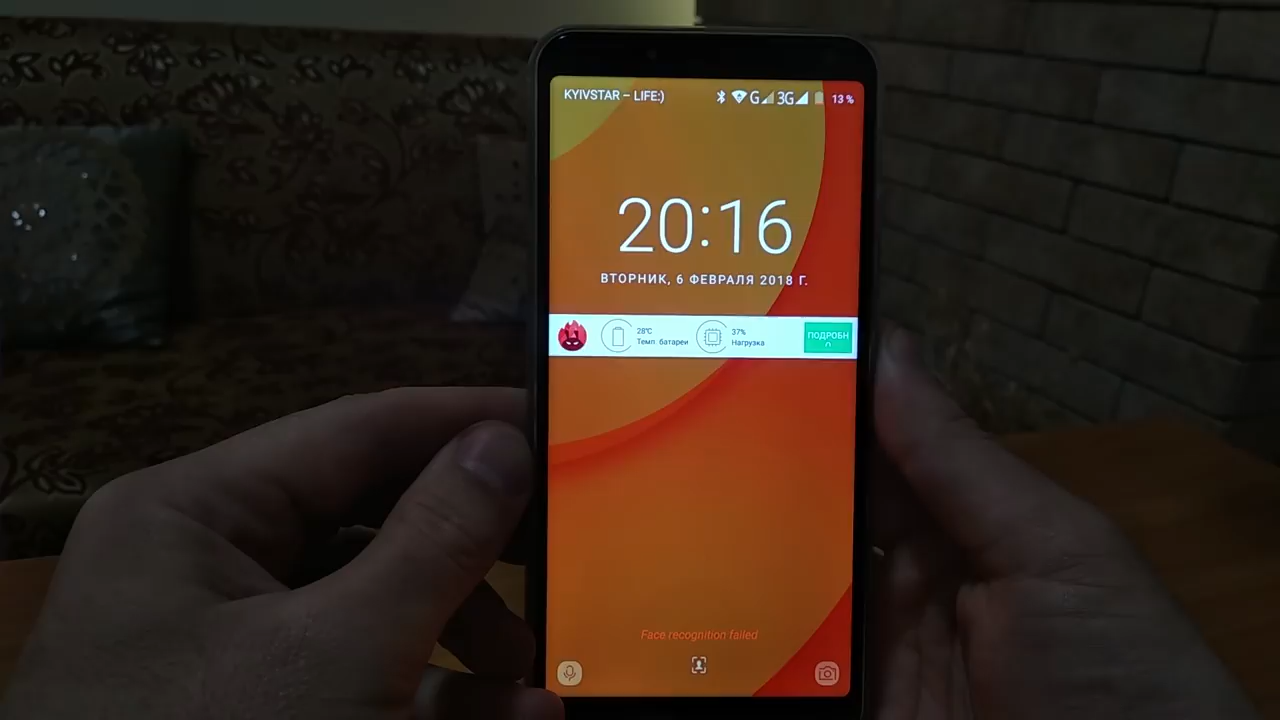 KYIVSTAR – LIFE:) G 3G 13 %
20:16
ВТОРНИК, 6 ФЕВРАЛЯ 2018 Г.
28°C
Темп. батареи
37%
Нагрузка
ПОДРОБН
О
Face recognition failed